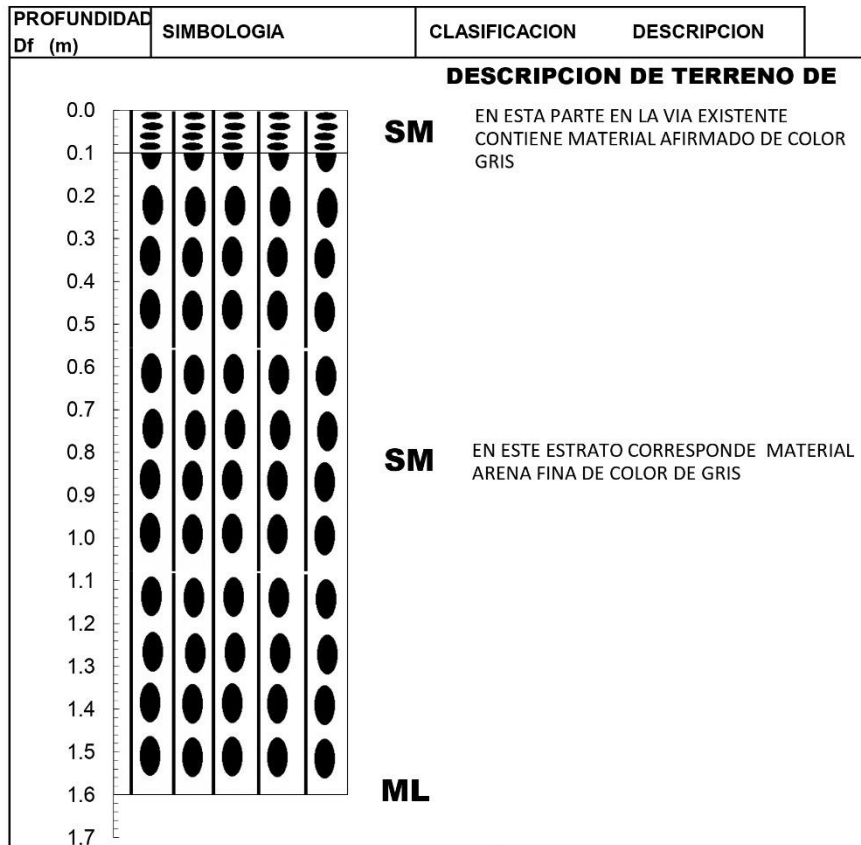 PROFUNDIDAD
Df (m)
SIMBOLOGIA
CLASIFICACION
DESCRIPCION
DESCRIPCION DE TERRENO DE
0.0
SM
EN ESTA PARTE EN LA VIA EXISTENTE
CONTIENE MATERIAL AFIRMADO DE COLOR
GRIS
0.1
0.2
0.3
0.4
0.5
0.6
0.7
0.8
SM
EN ESTE ESTRATO CORRESPONDE MATERIAL
ARENA FINA DE COLOR DE GRIS
0.9
1.0
1.1
1.2
1.3
1.4
1.5
1.6
ML
1.7